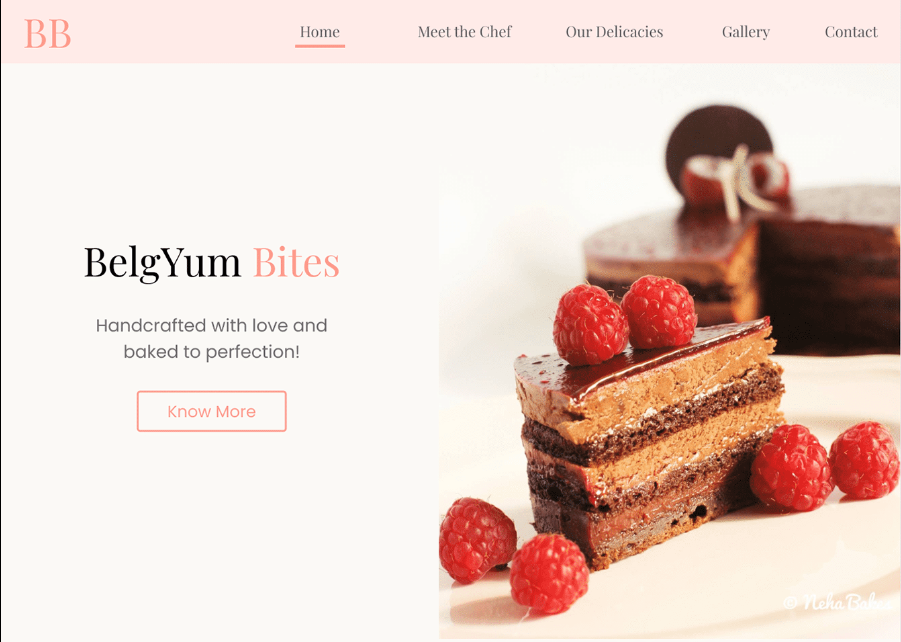 BB
Home
Meet the Chef
Our Delicacies
Gallery
Contact
BelgYum Bites
Handcrafted with love and
baked to perfection!
Know More
© Neha Bakes